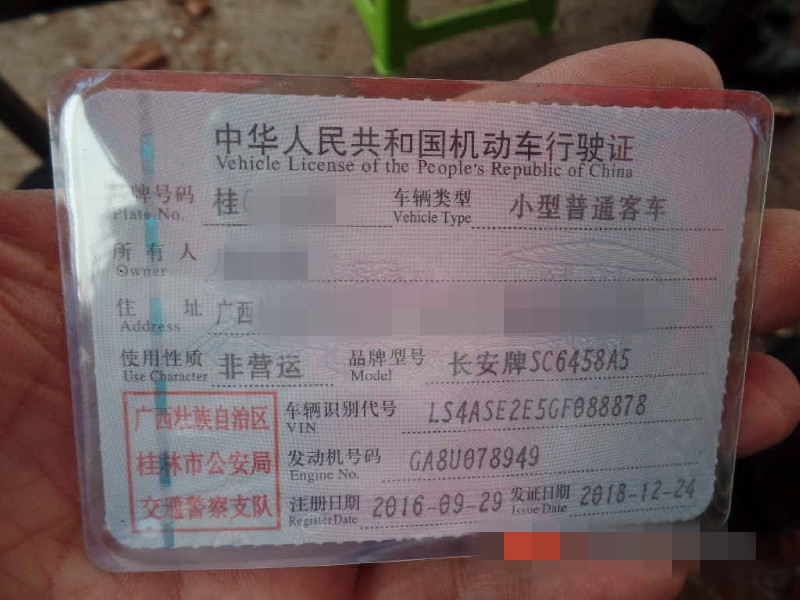 中华人民共和国机动车行驶证
Vehicle License of the People's Republic of China
号码 桂 车辆类型 小型普通客车
Plate No. Vehicle Type
所有人
Owner
住址 广西
Address
使用性质 非营运 品牌型号 长安牌SC6458A5
Use Character Model
广西壮族自治区
桂林市公安局
交通警察支队
车辆识别代号 LS4ASE2E5GF088878
VIN
发动机号码 GA8U078949
Engine No.
注册日期 2016-09-29 发证日期 2018-12-24
Register Date Issue Date